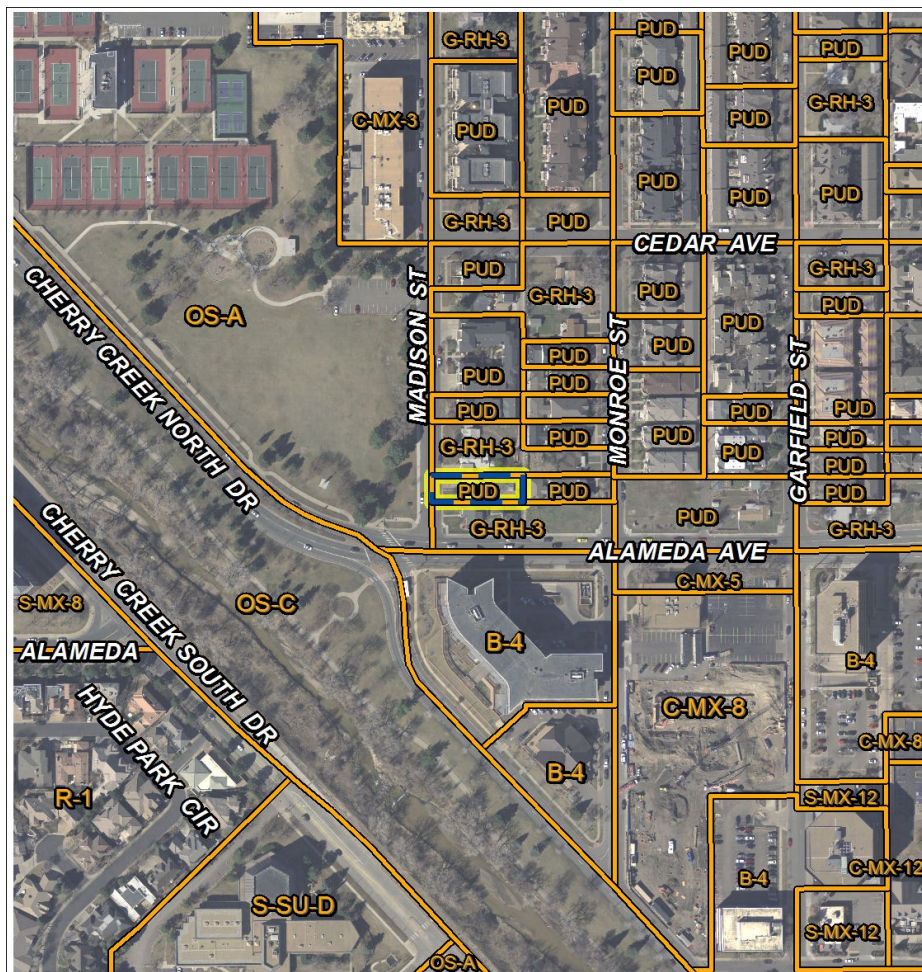 G-RH-3
PUD
PUD
PUD
PUD
G-RH-3
C-MX-3
PUD
PUD
PUD
PUD
PUD
G-RH-3
PUD
CEDAR AVE
PUD
G-RH-3
PUD
G-RH-3
PUD
OS-A
MADISON ST
CHERRY CREEK NORTH DR
MONROE ST
GARFIELD ST
PUD
PUD
PUD
PUD
PUD
PUD
PUD
PUD
PUD
G-RH-3
PUD
PUD
PUD
PUD
PUD
PUD
PUD
PUD
PUD
G-RH-3
G-RH-3
ALAMEDA AVE
C-MX-5
CHERRY CREEK SOUTH DR
S-MX-8
OS-C
ALAMEDA
B-4
B-4
HYDE PARK CIR
C-MX-8
C-MX-8
B-4
R-1
S-MX-12
C-MX-12
B-4
S-SU-D
S-MX-12
OS-A